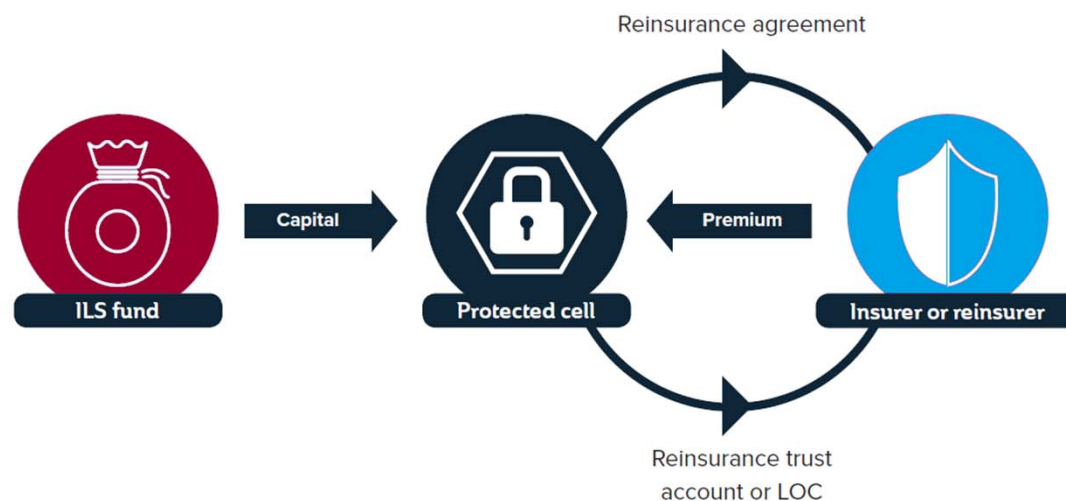 Reinsurance agreement
Capital
Premium
ILS fund
Protected cell
Insurer or reinsurer
Reinsurance trust
account or LOC